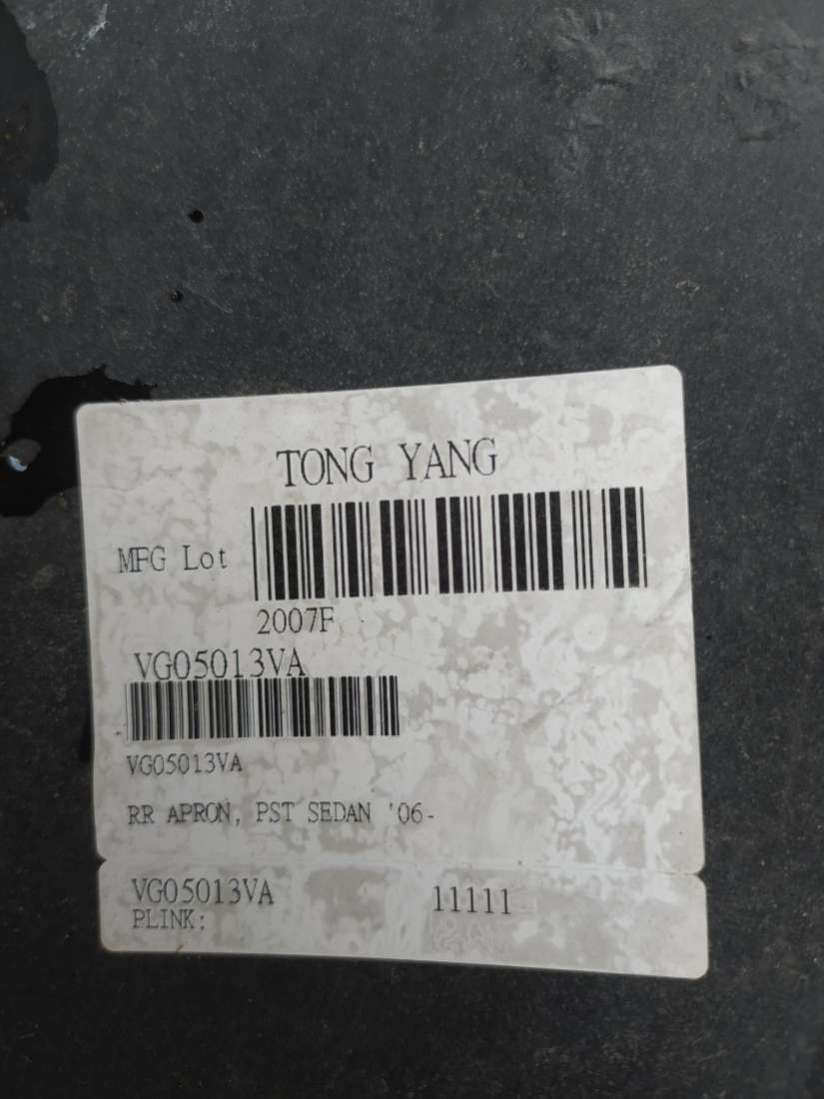 TONG YANG
MFG Lot
2007F
VG05013VA
VG05013VA
RR APRON, PST SEDAN '06-
VG05013VA 11111
PLINK: